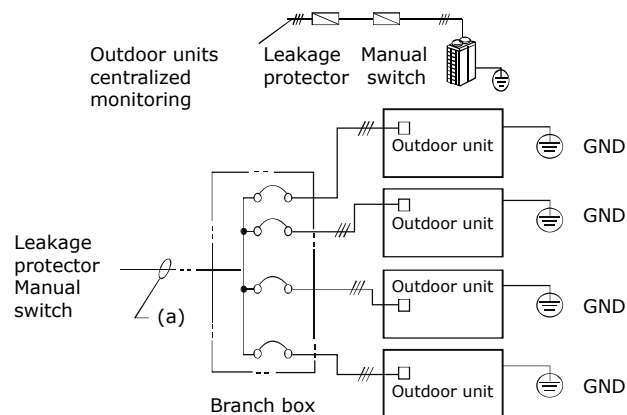 Outdoor units
centralized
monitoring
Leakage
protector
Manual
switch
Outdoor unit
GND
Outdoor unit
GND
Leakage
protector
Manual
switch
(a)
Outdoor unit
GND
Outdoor unit
GND
Branch box